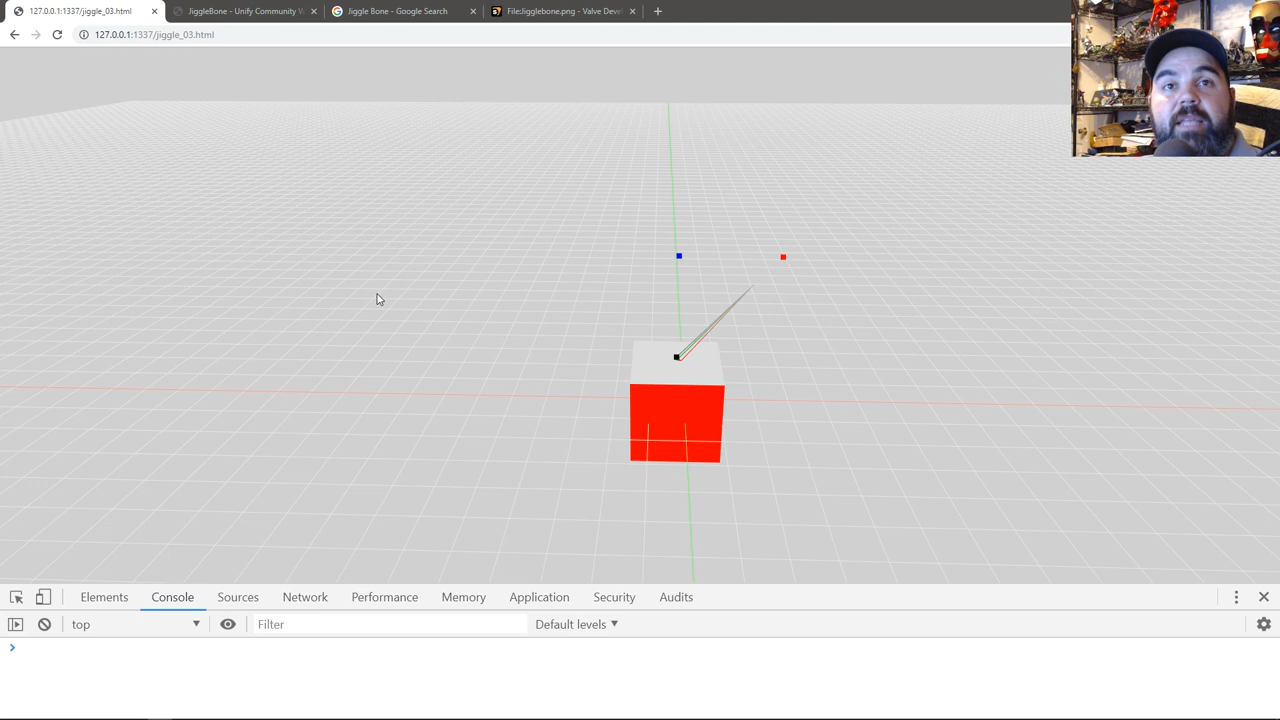 127.0.0.1:1337/jiggle_03.html
JiggleBone - Unify Community W
Jiggle Bone - Google Search
File:Jigglebone.png - Valve Devel
127.0.0.1:1337/jiggle_03.html
Elements
Console
Sources
Network
Performance
Memory
Application
Security
Audits
top
Filter
Default levels